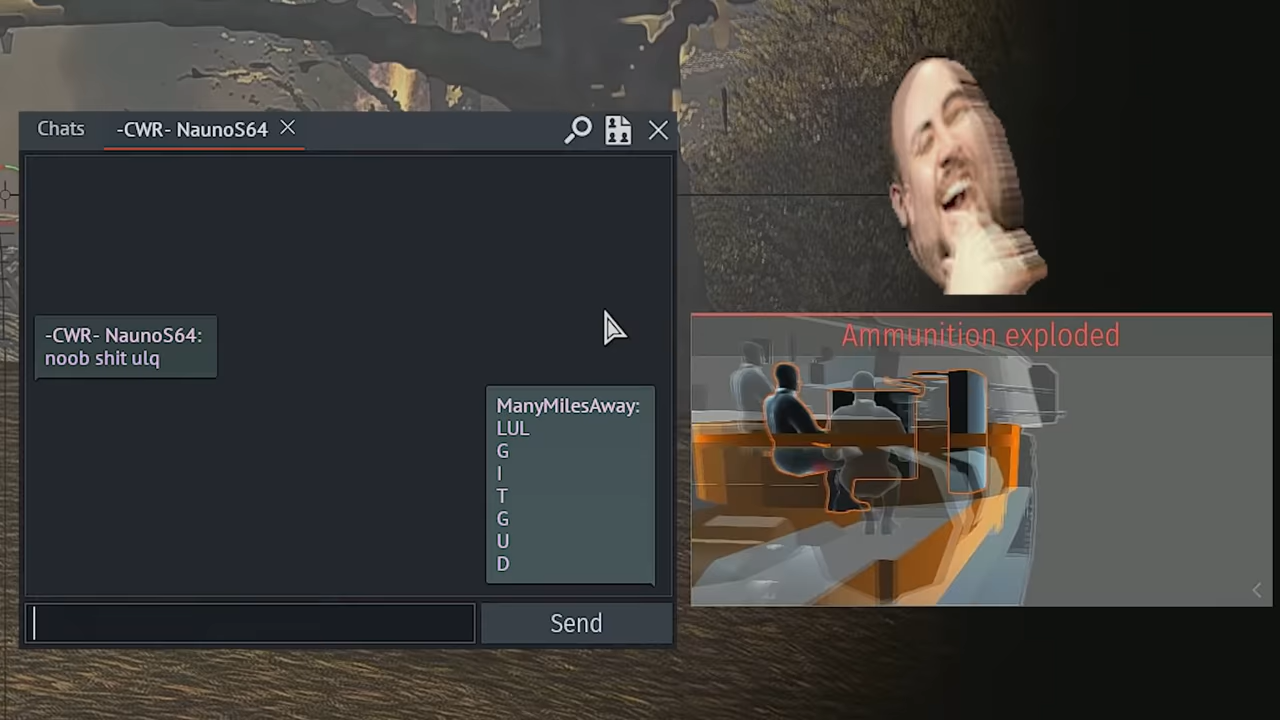 Chats
-CWR- NaunoS64
-CWR- NaunoS64:
noob shit ulq
ManyMilesAway:
LUL
G
I
T
G
U
D
Send
Ammunition exploded